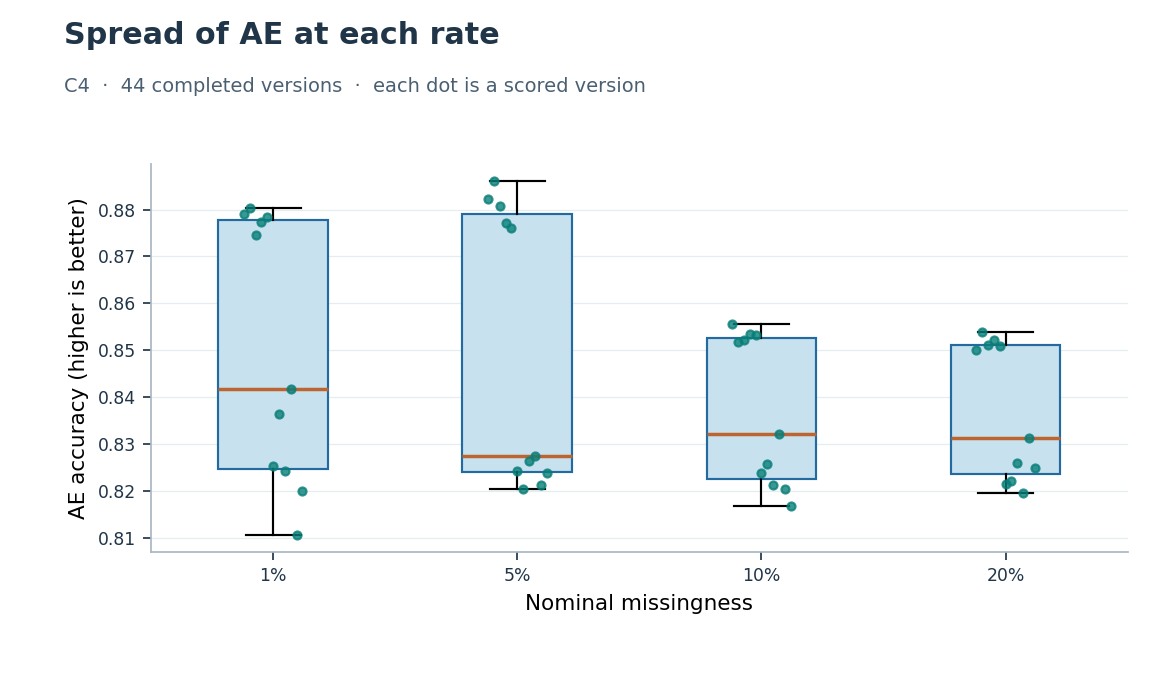 Spread of AE at each rate
C4 · 44 completed versions · each dot is a scored version
AE accuracy (higher is better)
0.88
0.87
0.86
0.85
0.84
0.83
0.82
0.81
1% 5% 10% 20%
Nominal missingness